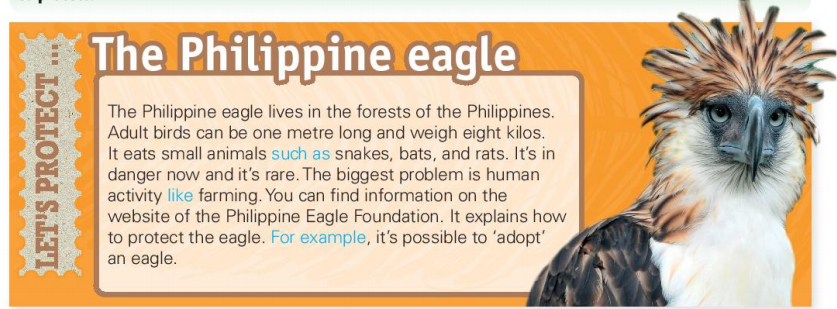 LET'S PROTECT ...
The Philippine eagle
The Philippine eagle lives in the forests of the Philippines.
Adult birds can be one metre long and weigh eight kilos.
It eats small animals such as snakes, bats, and rats. It's in
danger now and it's rare. The biggest problem is human
activity like farming. You can find information on the
website of the Philippine Eagle Foundation. It explains how
to protect the eagle. For example, it's possible to 'adopt'
an eagle.